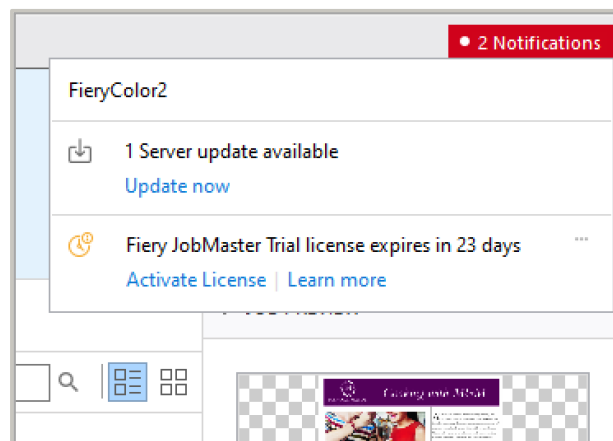 2 Notifications
FieryColor2
1 Server update available
Update now
Fiery JobMaster Trial license expires in 23 days
Activate License | Learn more